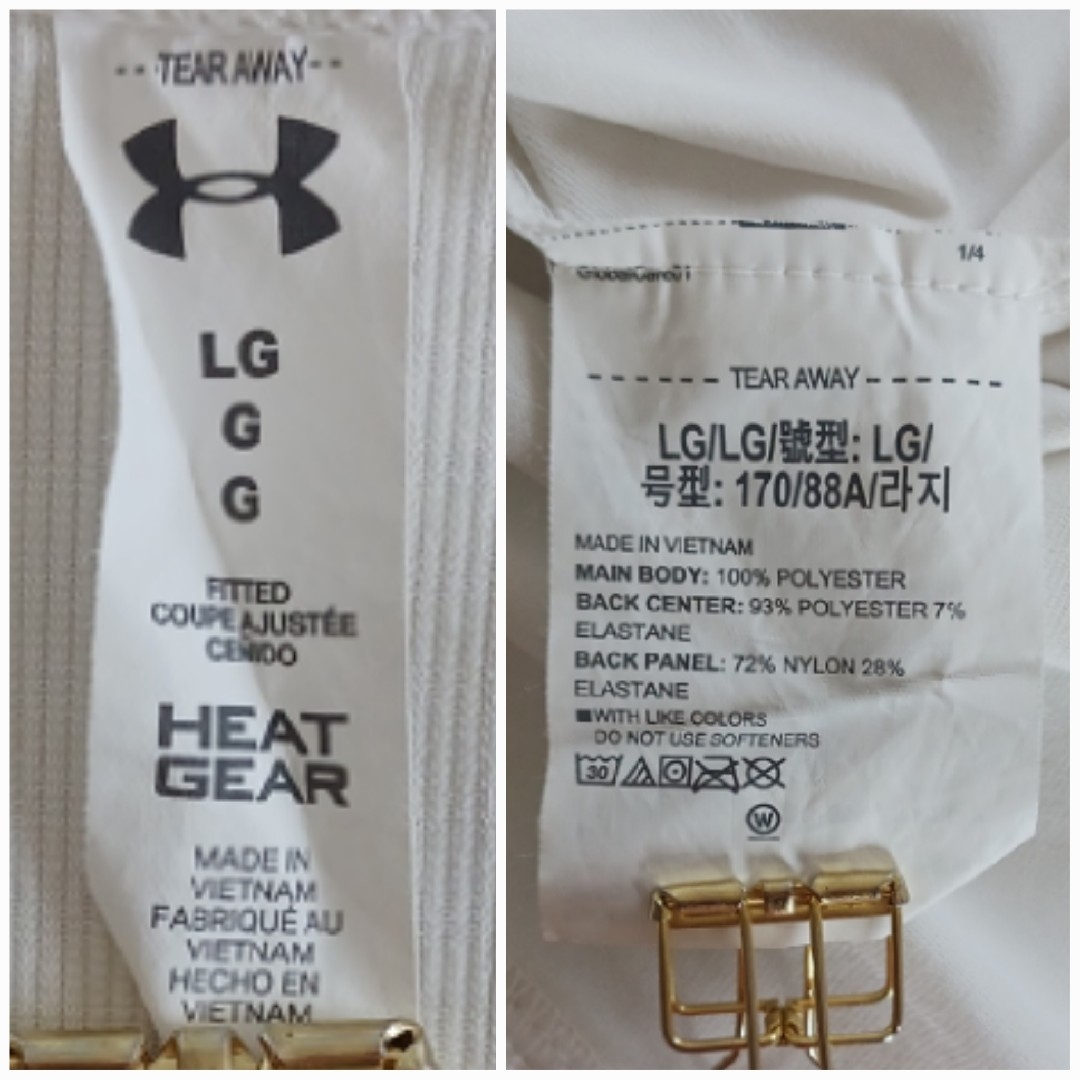 --TEAR AWAY--
LG
G
G
FITTED
COUPE AJUSTÉE
CEÑIDO
HEAT
GEAR
MADE IN
VIETNAM
FABRIQUÉ AU
VIETNAM
HECHO EN
VIETNAM
1/4
------TEAR AWAY------
LG/LG/號型: LG/
号型: 170/88A/라지
MADE IN VIETNAM
MAIN BODY: 100% POLYESTER
BACK CENTER: 93% POLYESTER 7%
ELASTANE
BACK PANEL: 72% NYLON 28%
ELASTANE
WITH LIKE COLORS
DO NOT USE SOFTENERS
30
W